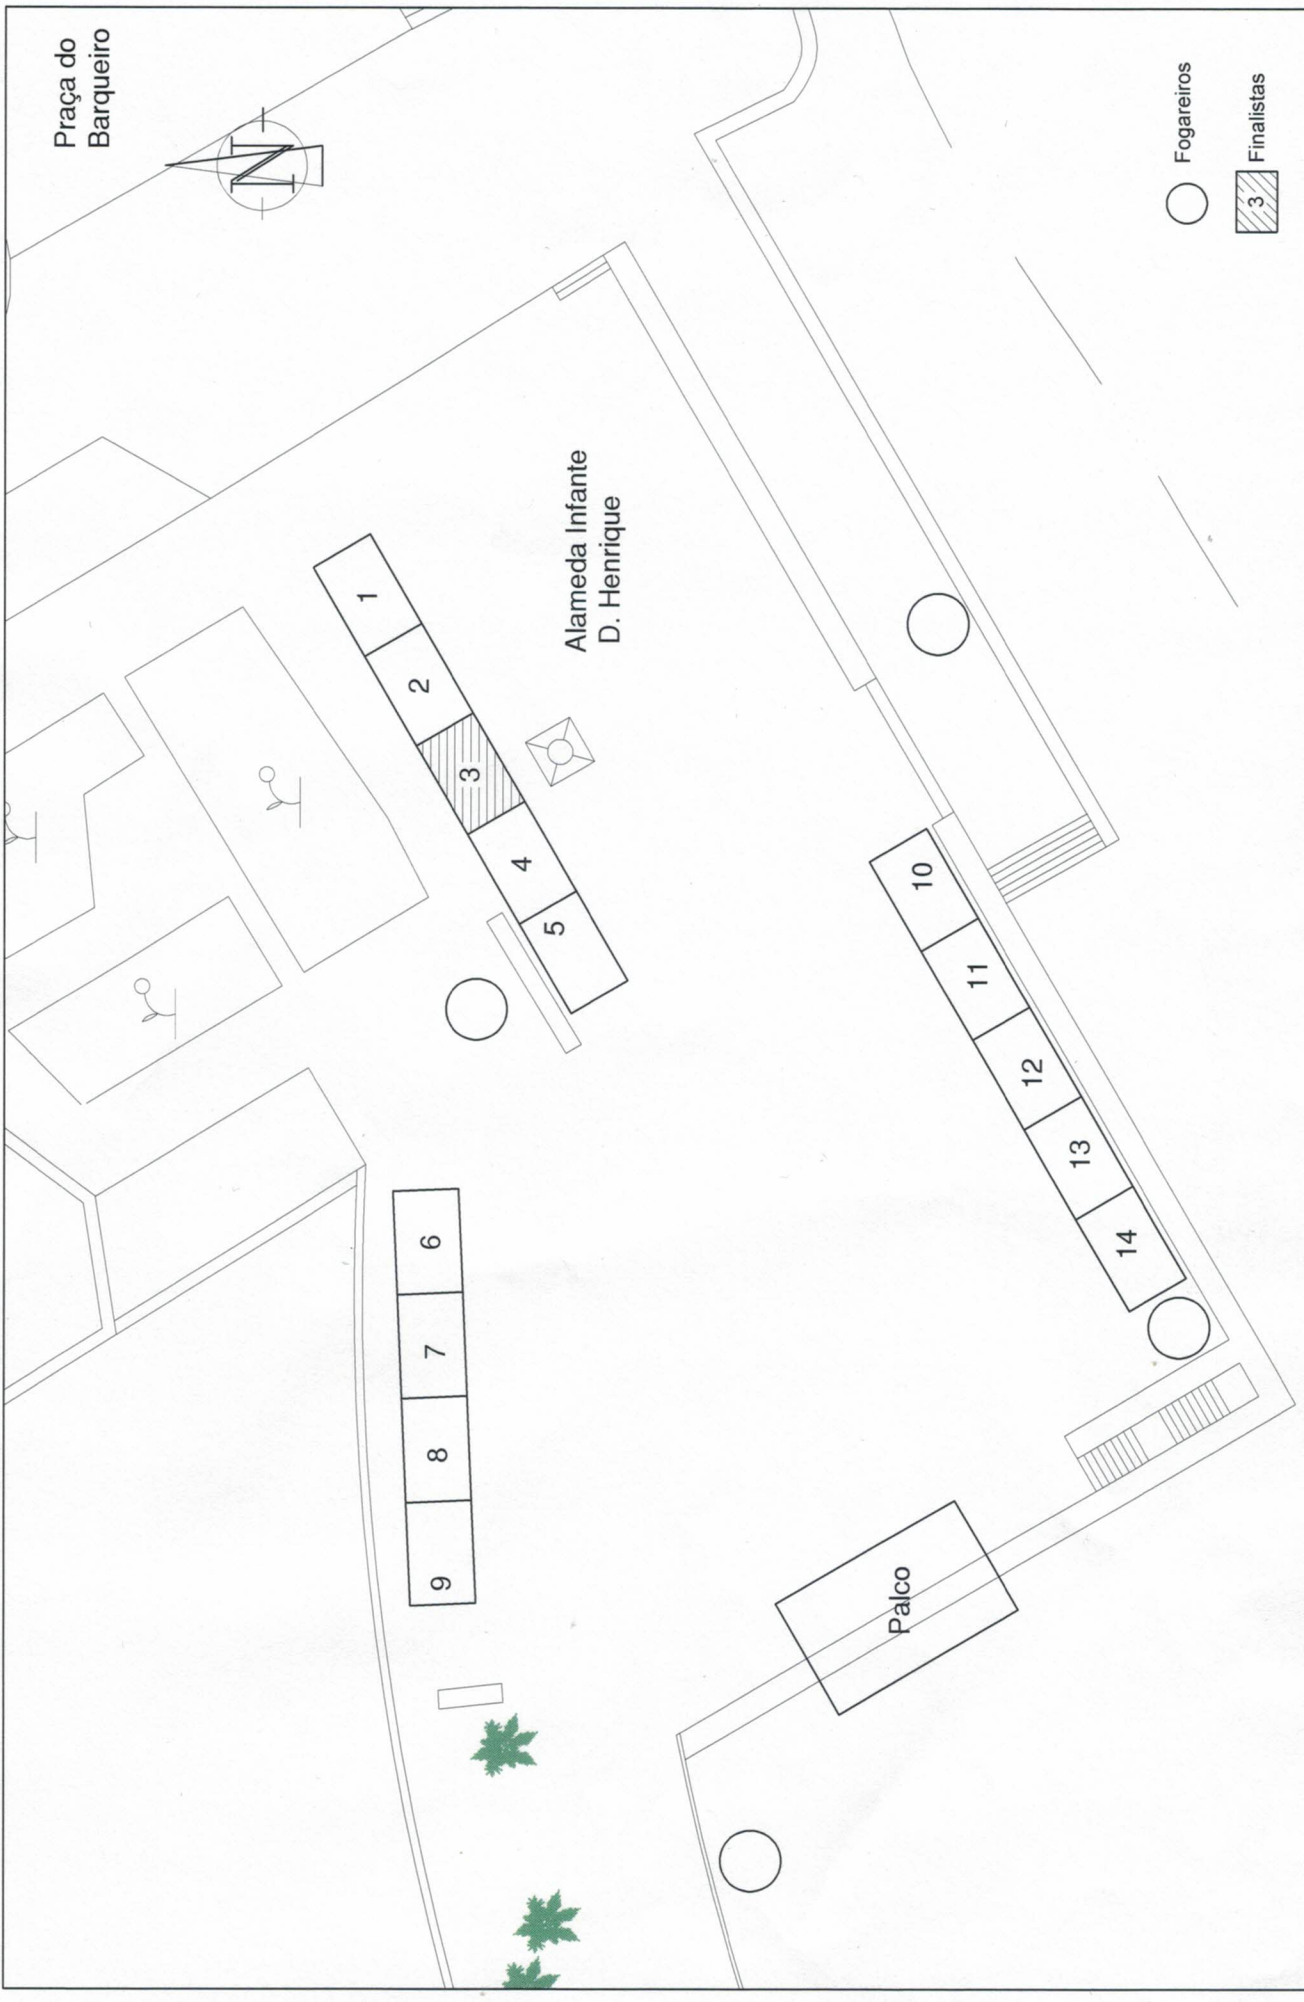 Praça do
Barqueiro
N
1
2
3
4
5
Alameda Infante
D. Henrique
6
7
8
9
10
11
12
13
14
Palco
Fogareiros
3
Finalistas